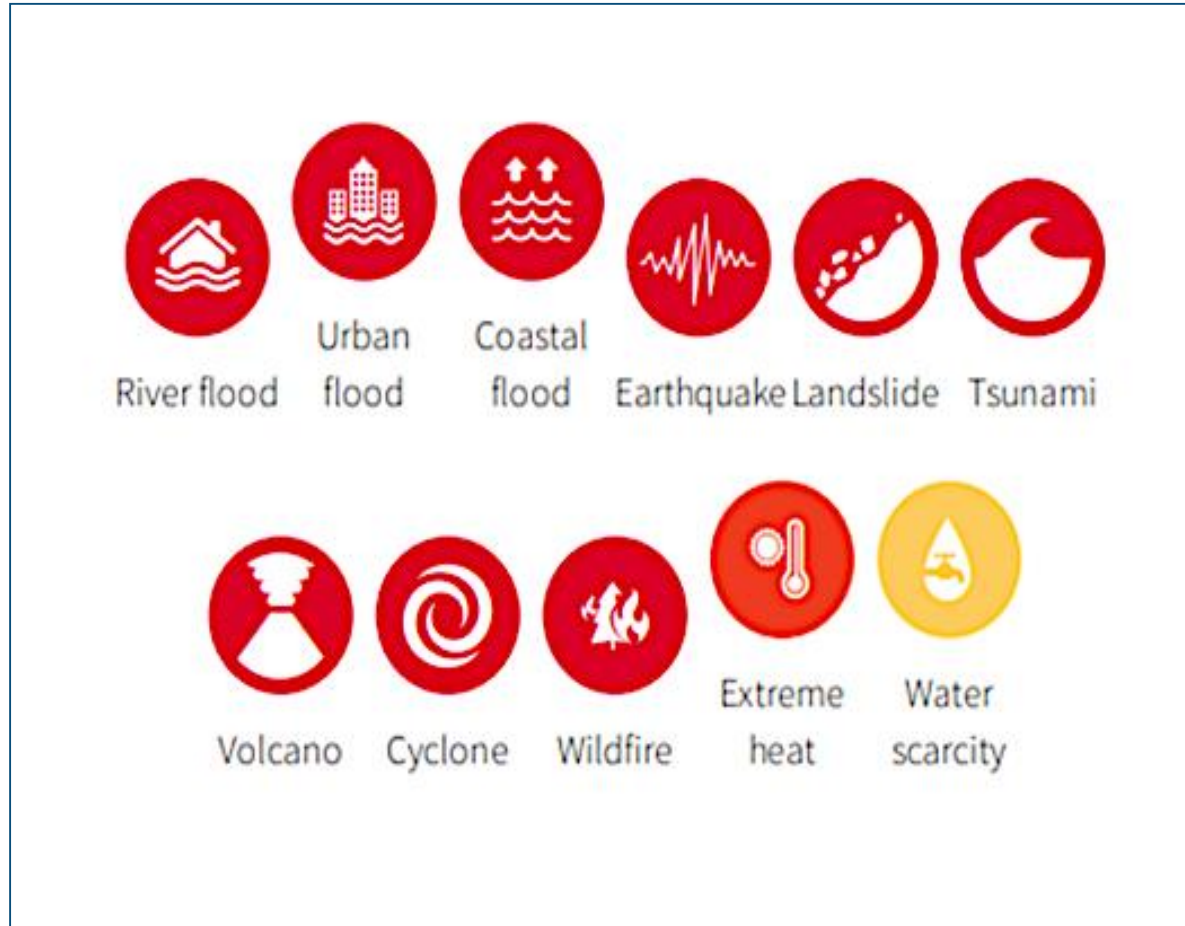 River flood
Urban
flood
Coastal
flood
Earthquake
Landslide
Tsunami
Volcano
Cyclone
Wildfire
Extreme
heat
Water
scarcity